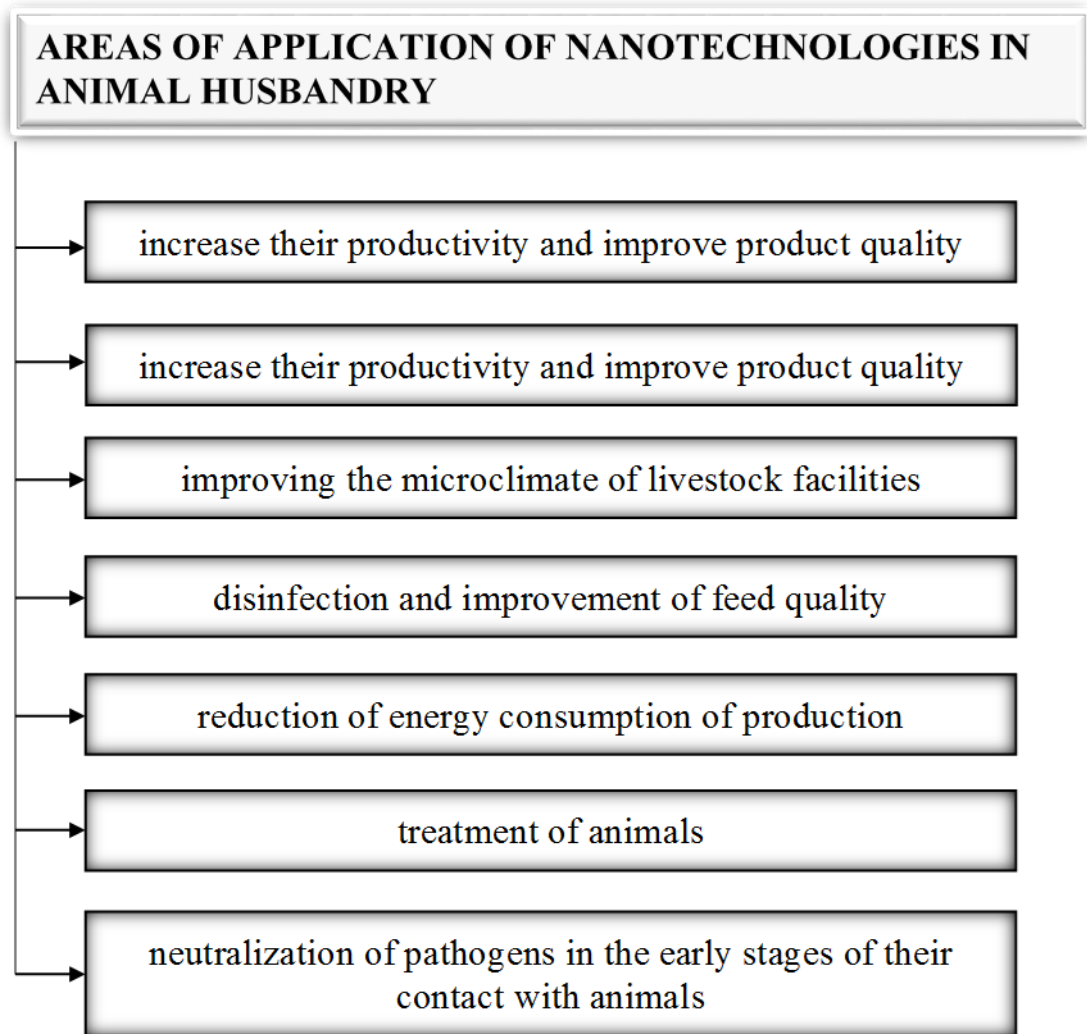 AREAS OF APPLICATION OF NANOTECHNOLOGIES IN
ANIMAL HUSBANDRY
increase their productivity and improve product quality
increase their productivity and improve product quality
improving the microclimate of livestock facilities
disinfection and improvement of feed quality
reduction of energy consumption of production
treatment of animals
neutralization of pathogens in the early stages of their
contact with animals